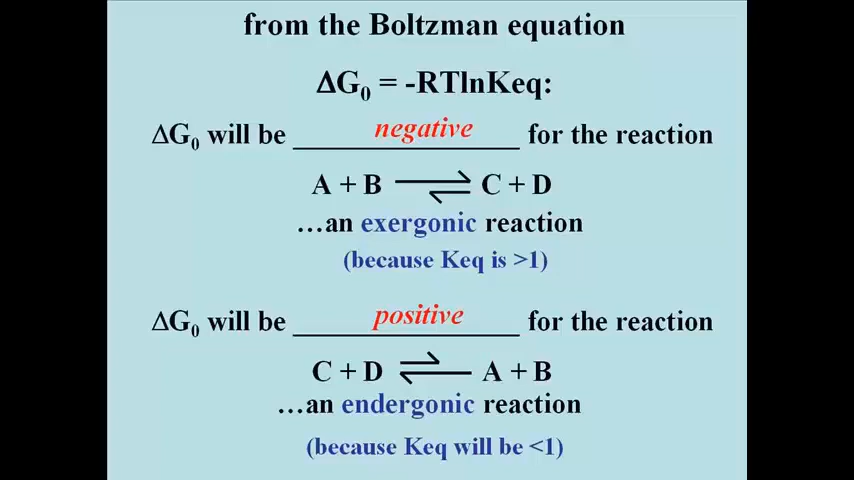 from the Boltzman equation
ΔG₀ = -RTlnKeq:
ΔG₀ will be negative for the reaction
A + B ⇌ C + D
…an exergonic reaction
(because Keq is >1)
ΔG₀ will be positive for the reaction
C + D ⇌ A + B
…an endergonic reaction
(because Keq will be <1)